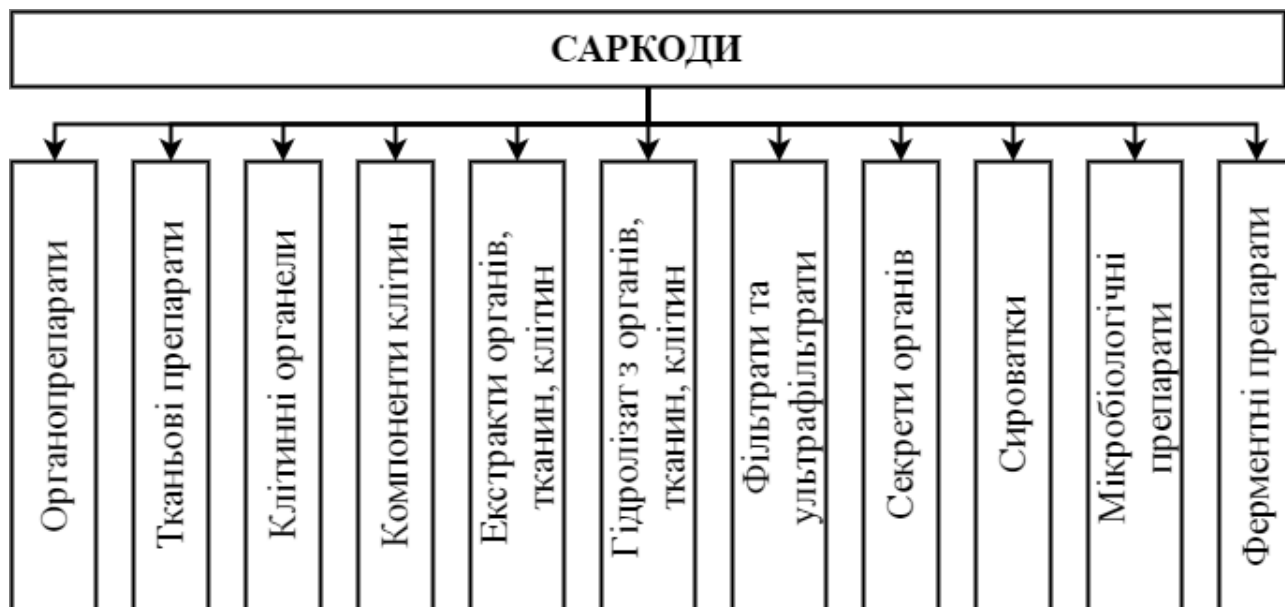 САРКОДИ
Органопрепарати
Тканьові препарати
Клітинні органели
Компоненти клітин
Екстракти органів,
тканин, клітин
Гідролізат з органів,
тканин, клітин
Фільтрати та
ультрафільтрати
Секрети органів
Сироватки
Мікробіологічні
препарати
Ферментні препарати